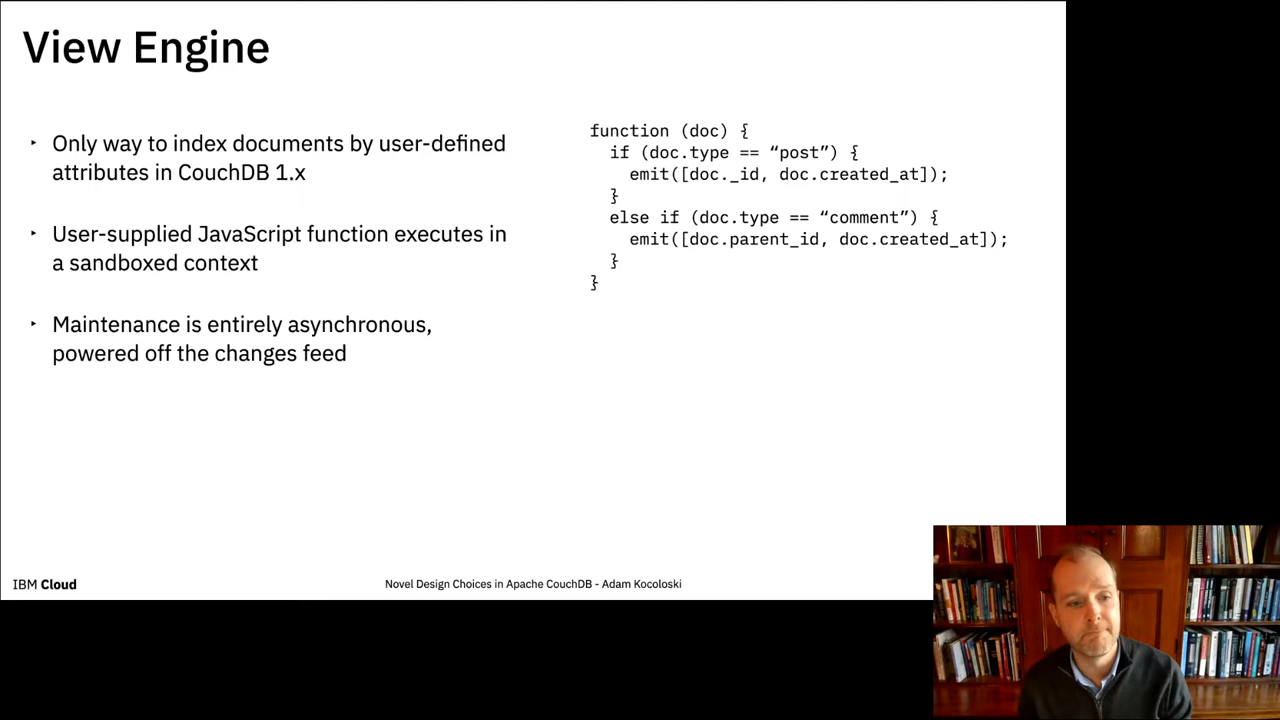 View Engine
‣ Only way to index documents by user-defined
attributes in CouchDB 1.x
‣ User-supplied JavaScript function executes in
a sandboxed context
‣ Maintenance is entirely asynchronous,
powered off the changes feed
function (doc) {
  if (doc.type == “post”) {
    emit([doc._id, doc.created_at]);
  }
  else if (doc.type == “comment”) {
    emit([doc.parent_id, doc.created_at]);
  }
}
IBM Cloud
Novel Design Choices in Apache CouchDB - Adam Kocoloski